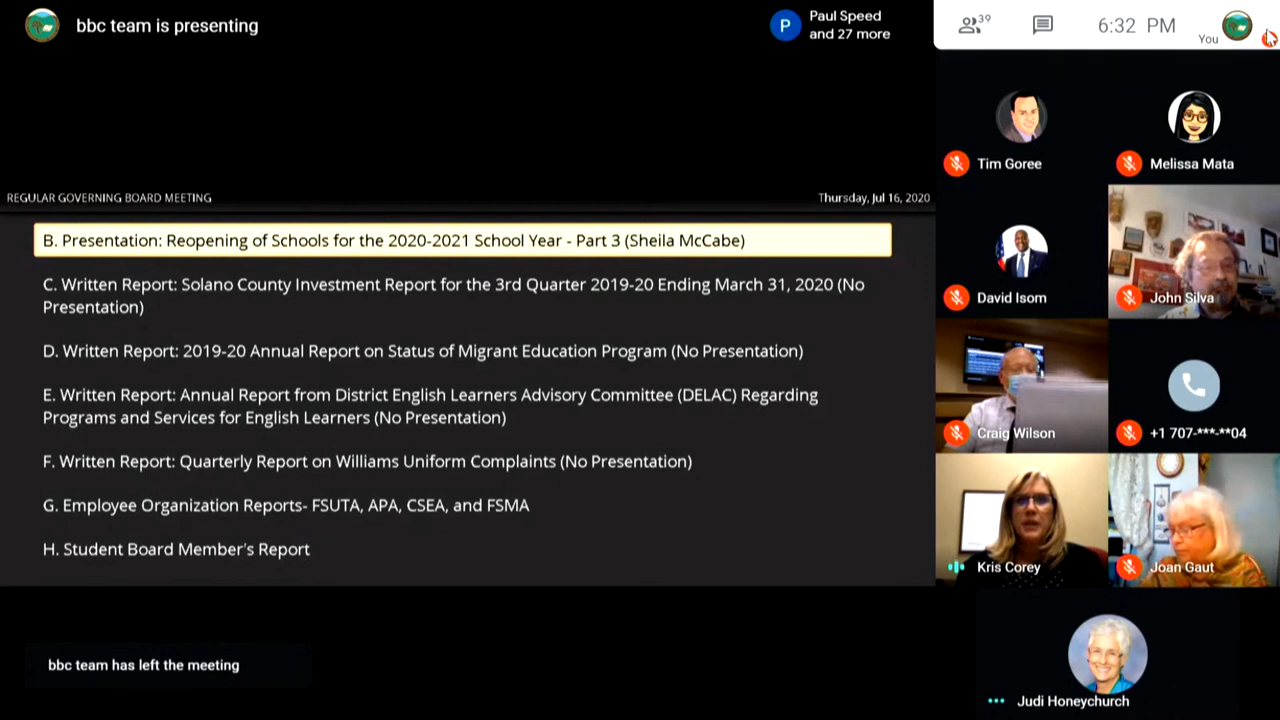 bbc team is presenting
P
Paul Speed
and 27 more
39
6:32 PM
You
Tim Goree
Melissa Mata
REGULAR GOVERNING BOARD MEETING
Thursday, Jul 16, 2020
B. Presentation: Reopening of Schools for the 2020-2021 School Year - Part 3 (Sheila McCabe)
C. Written Report: Solano County Investment Report for the 3rd Quarter 2019-20 Ending March 31, 2020 (No
Presentation)
D. Written Report: 2019-20 Annual Report on Status of Migrant Education Program (No Presentation)
E. Written Report: Annual Report from District English Learners Advisory Committee (DELAC) Regarding
Programs and Services for English Learners (No Presentation)
F. Written Report: Quarterly Report on Williams Uniform Complaints (No Presentation)
G. Employee Organization Reports- FSUTA, APA, CSEA, and FSMA
H. Student Board Member's Report
David Isom
John Silva
Craig Wilson
+1 707-***-**04
Kris Corey
Joan Gaut
bbc team has left the meeting
Judi Honeychurch